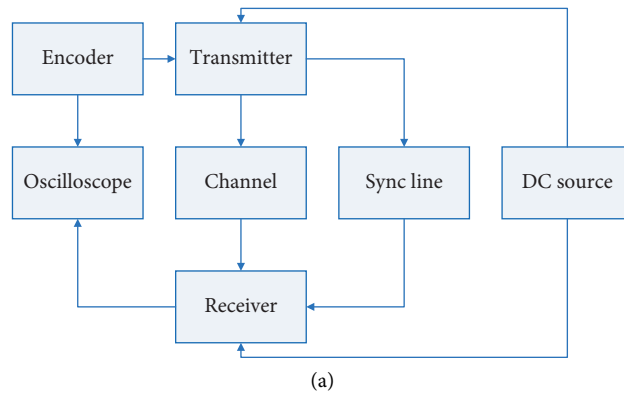 Encoder
Transmitter
Oscilloscope
Channel
Sync line
DC source
Receiver
(a)